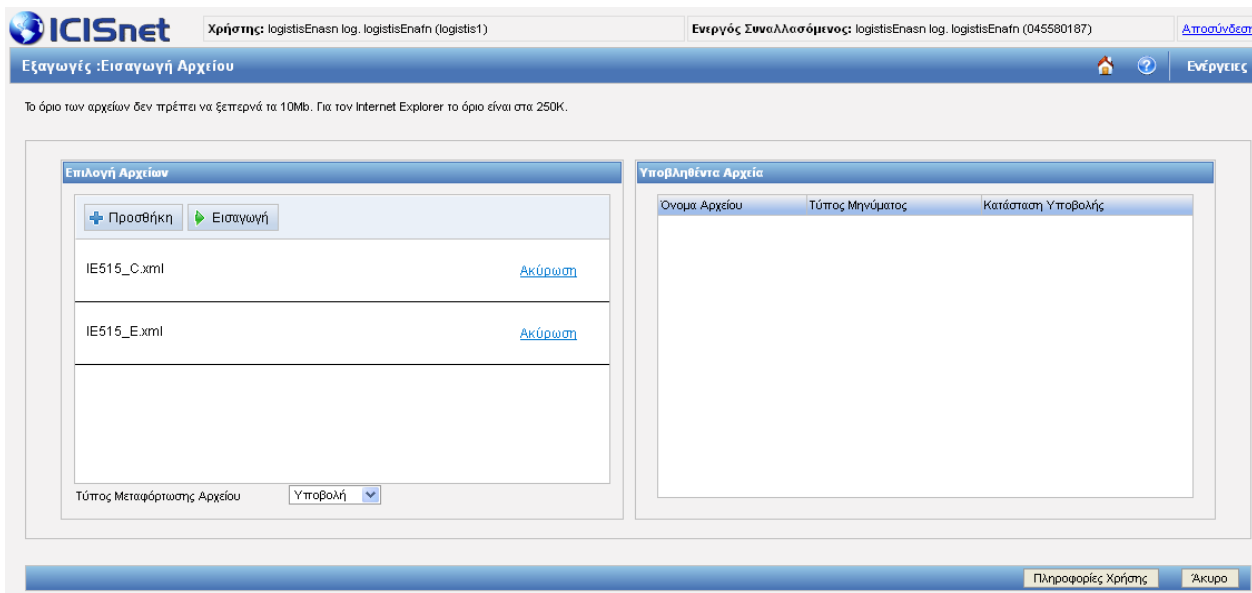 ICISnet Χρήστης: logistisEnasn log. logistisEnafn (logistis1) Ενεργός Συναλλασόμενος: logistisEnasn log. logistisEnafn (045580187) Αποσύνδεση
Εξαγωγές :Εισαγωγή Αρχείου Ενέργειες
Το όριο των αρχείων δεν πρέπει να ξεπερνά τα 10Mb. Για τον Internet Explorer το όριο είναι στα 250K.
Επιλογή Αρχείων
Προσθήκη Εισαγωγή
IE515_C.xml Ακύρωση
IE515_E.xml Ακύρωση
Τύπος Μεταφόρτωσης Αρχείου Υποβολή
Υποβληθέντα Αρχεία
Όνομα Αρχείου Τύπος Μηνύματος Κατάσταση Υποβολής
Πληροφορίες Χρήσης Άκυρο